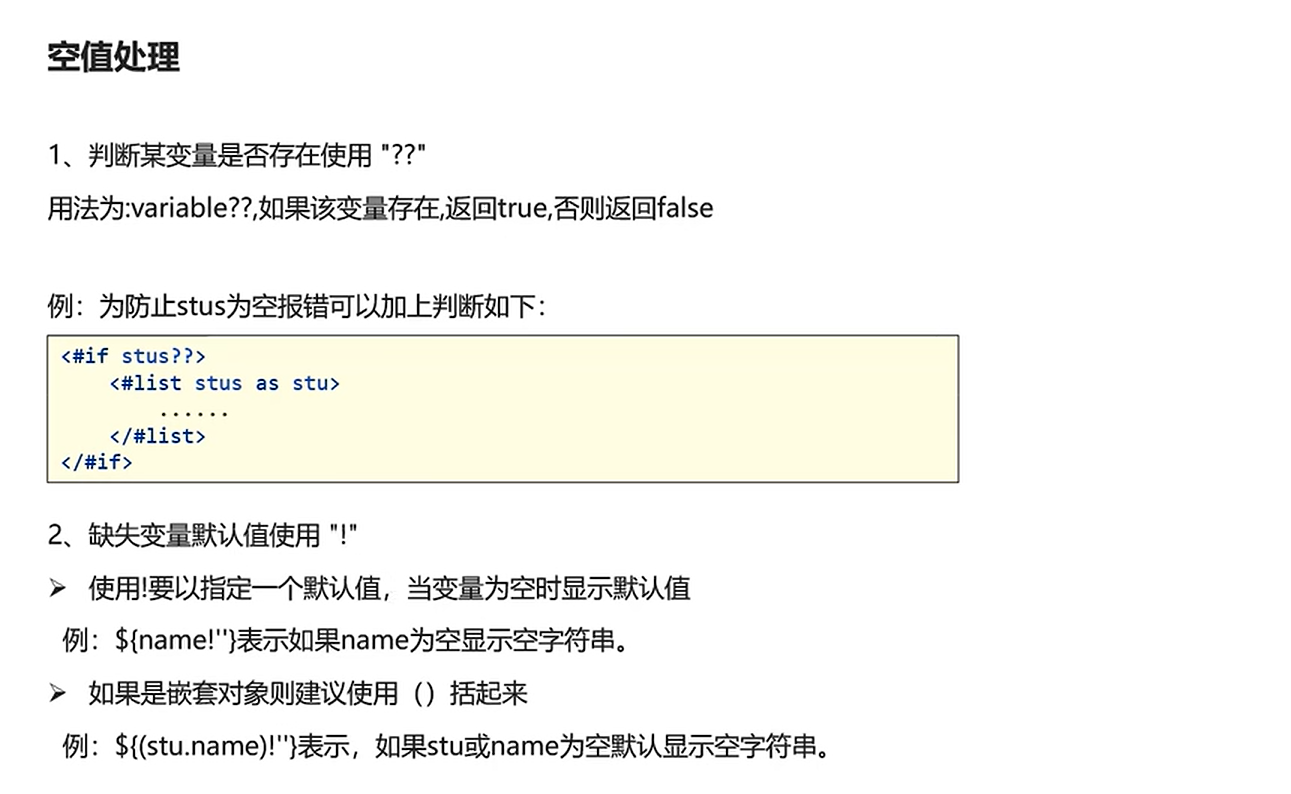 空值处理
1、判断某变量是否存在使用 "??"
用法为:variable??,如果该变量存在,返回true,否则返回false
例：为防止stus为空报错可以加上判断如下：
<#if stus??>
    <#list stus as stu>
        ......
    </#list>
</#if>
2、缺失变量默认值使用 "!"
➢ 使用!要以指定一个默认值，当变量为空时显示默认值
例：${name!''}表示如果name为空显示空字符串。
➢ 如果是嵌套对象则建议使用（）括起来
例：${(stu.name)!''}表示，如果stu或name为空默认显示空字符串。